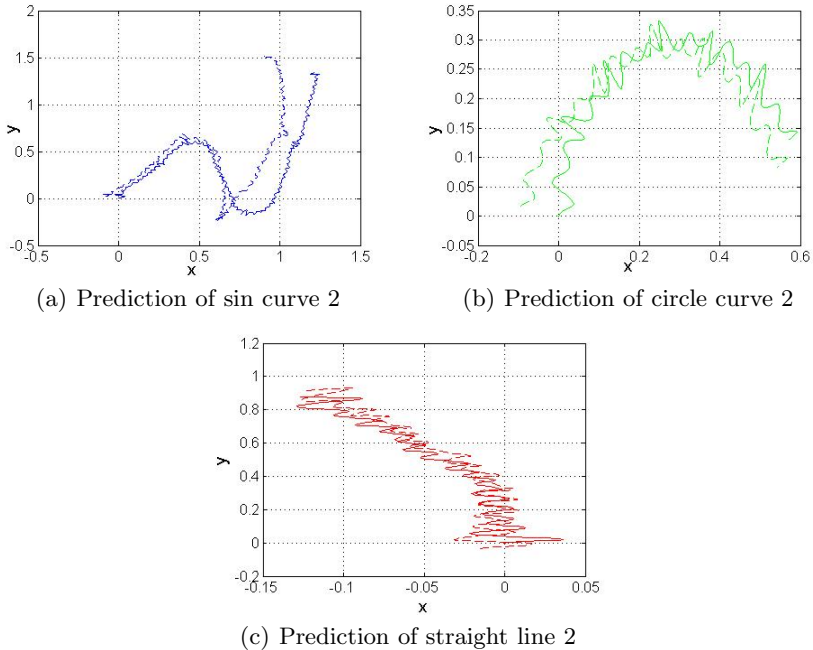 2
1.5
1
0.5
0
-0.5
y
-0.5 0 0.5 1 1.5
x
(a) Prediction of sin curve 2
0.35
0.3
0.25
0.2
0.15
0.1
0.05
0
-0.05
y
-0.2 0 0.2 0.4 0.6
x
(b) Prediction of circle curve 2
1.2
1
0.8
0.6
0.4
0.2
0
-0.2
y
-0.15 -0.1 -0.05 0 0.05
x
(c) Prediction of straight line 2